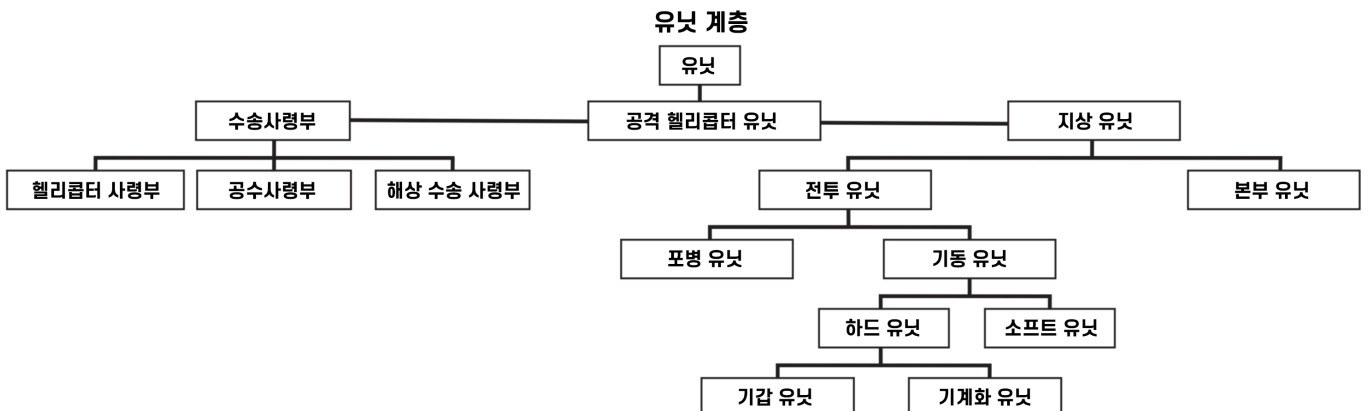 유닛 계층
유닛
수송사령부
공격 헬리콥터 유닛
지상 유닛
헬리콥터 사령부
공수사령부
해상 수송 사령부
전투 유닛
본부 유닛
포병 유닛
기동 유닛
하드 유닛
소프트 유닛
기갑 유닛
기계화 유닛